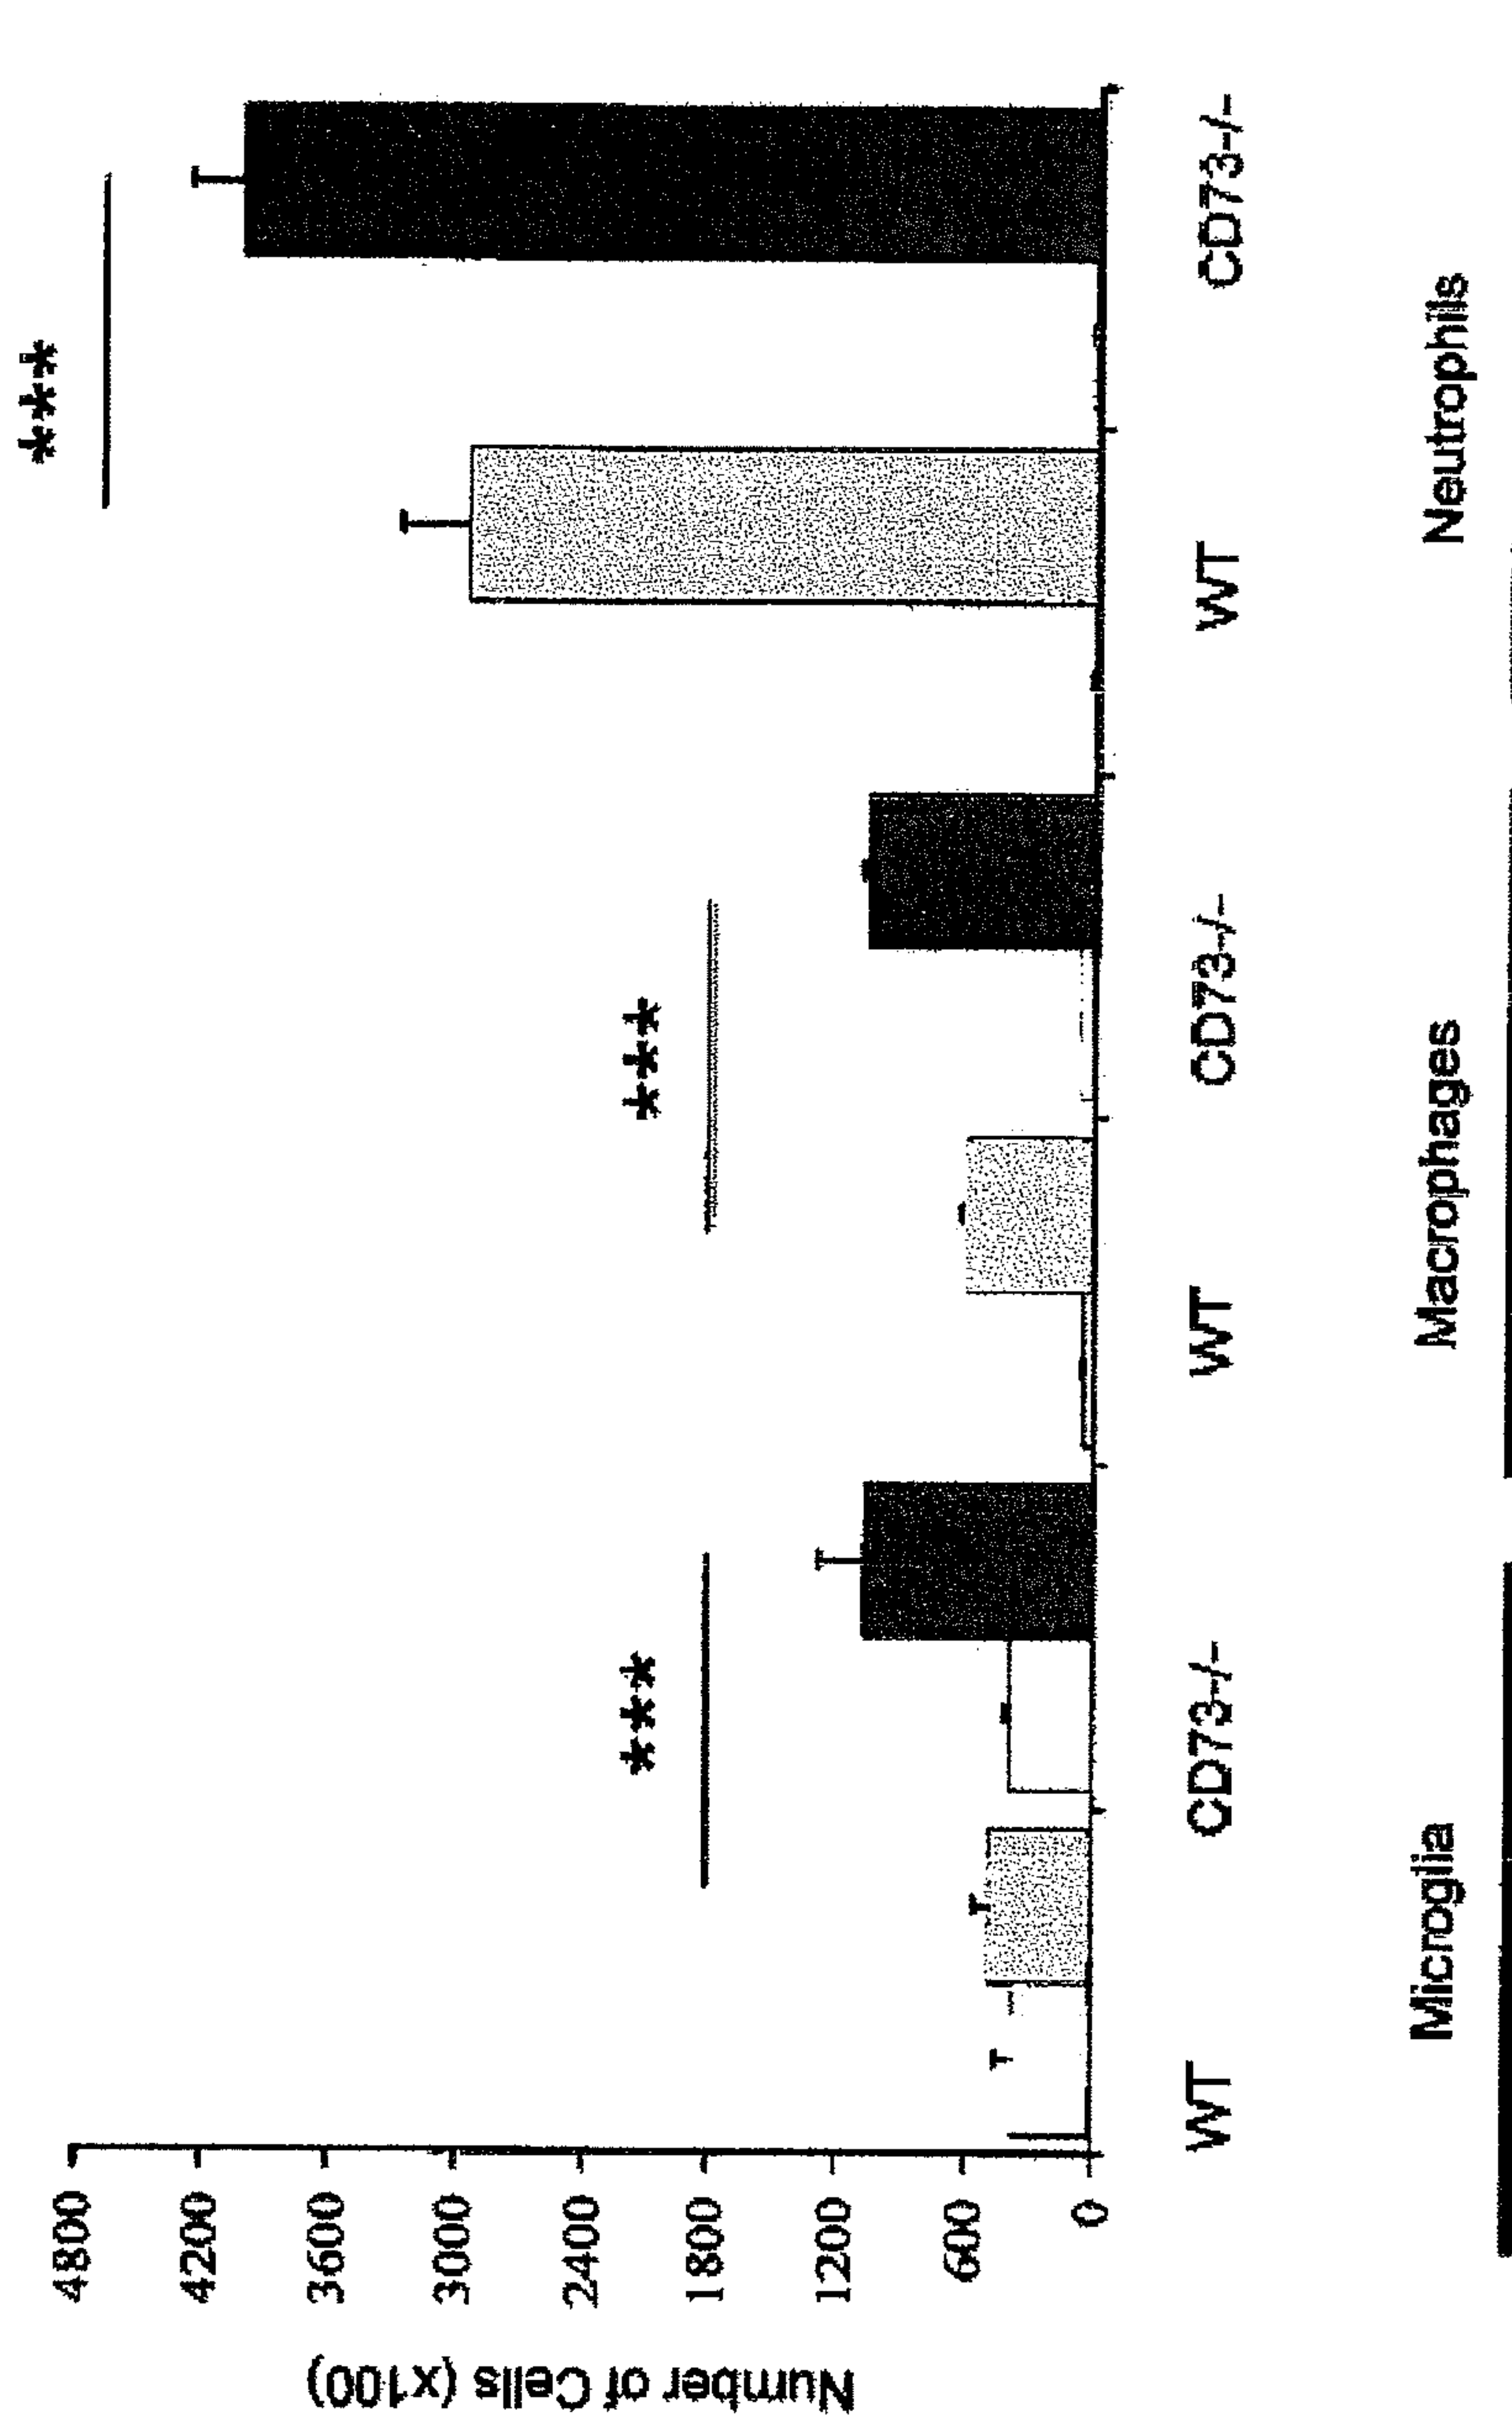 Number of Cells (x100)
4800
4200
3600
3000
2400
1800
1200
600
0
***
***
***
WT
CD73-/-
WT
CD73-/-
WT
CD73-/-
Microglia
Macrophages
Neutrophils